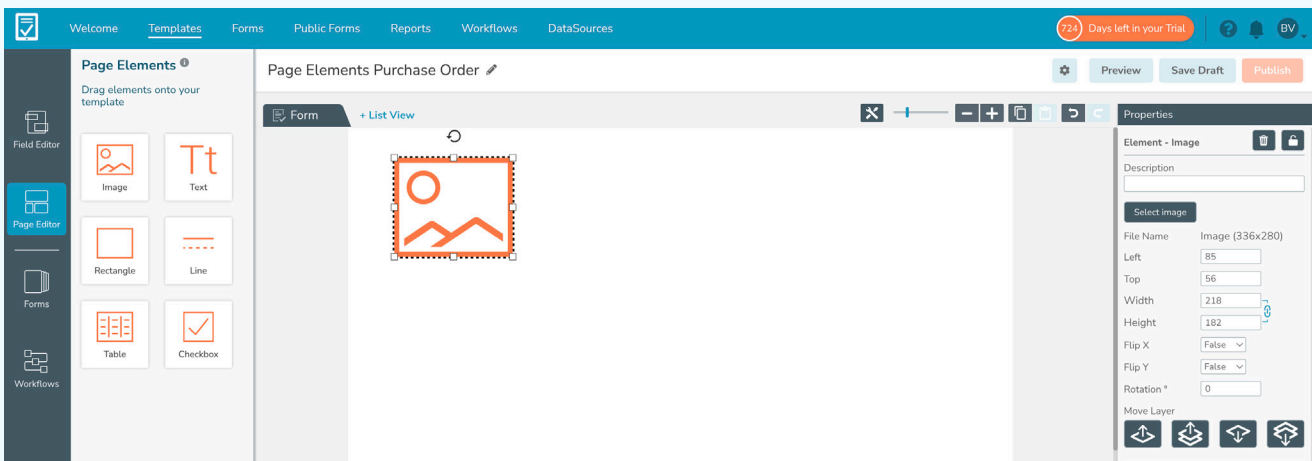 Welcome Templates Forms Public Forms Reports Workflows DataSources 724 Days left in your Trial ? BV
Page Elements
Drag elements onto your
template
Image
Tt
Text
Rectangle
Line
Table
Checkbox
Field Editor
Page Editor
Forms
Workflows
Page Elements Purchase Order
Preview Save Draft Publish
Form + List View
Properties
Element - Image
Description
Select image
File Name Image (336x280)
Left 85
Top 56
Width 218
Height 182
Flip X False
Flip Y False
Rotation ° 0
Move Layer